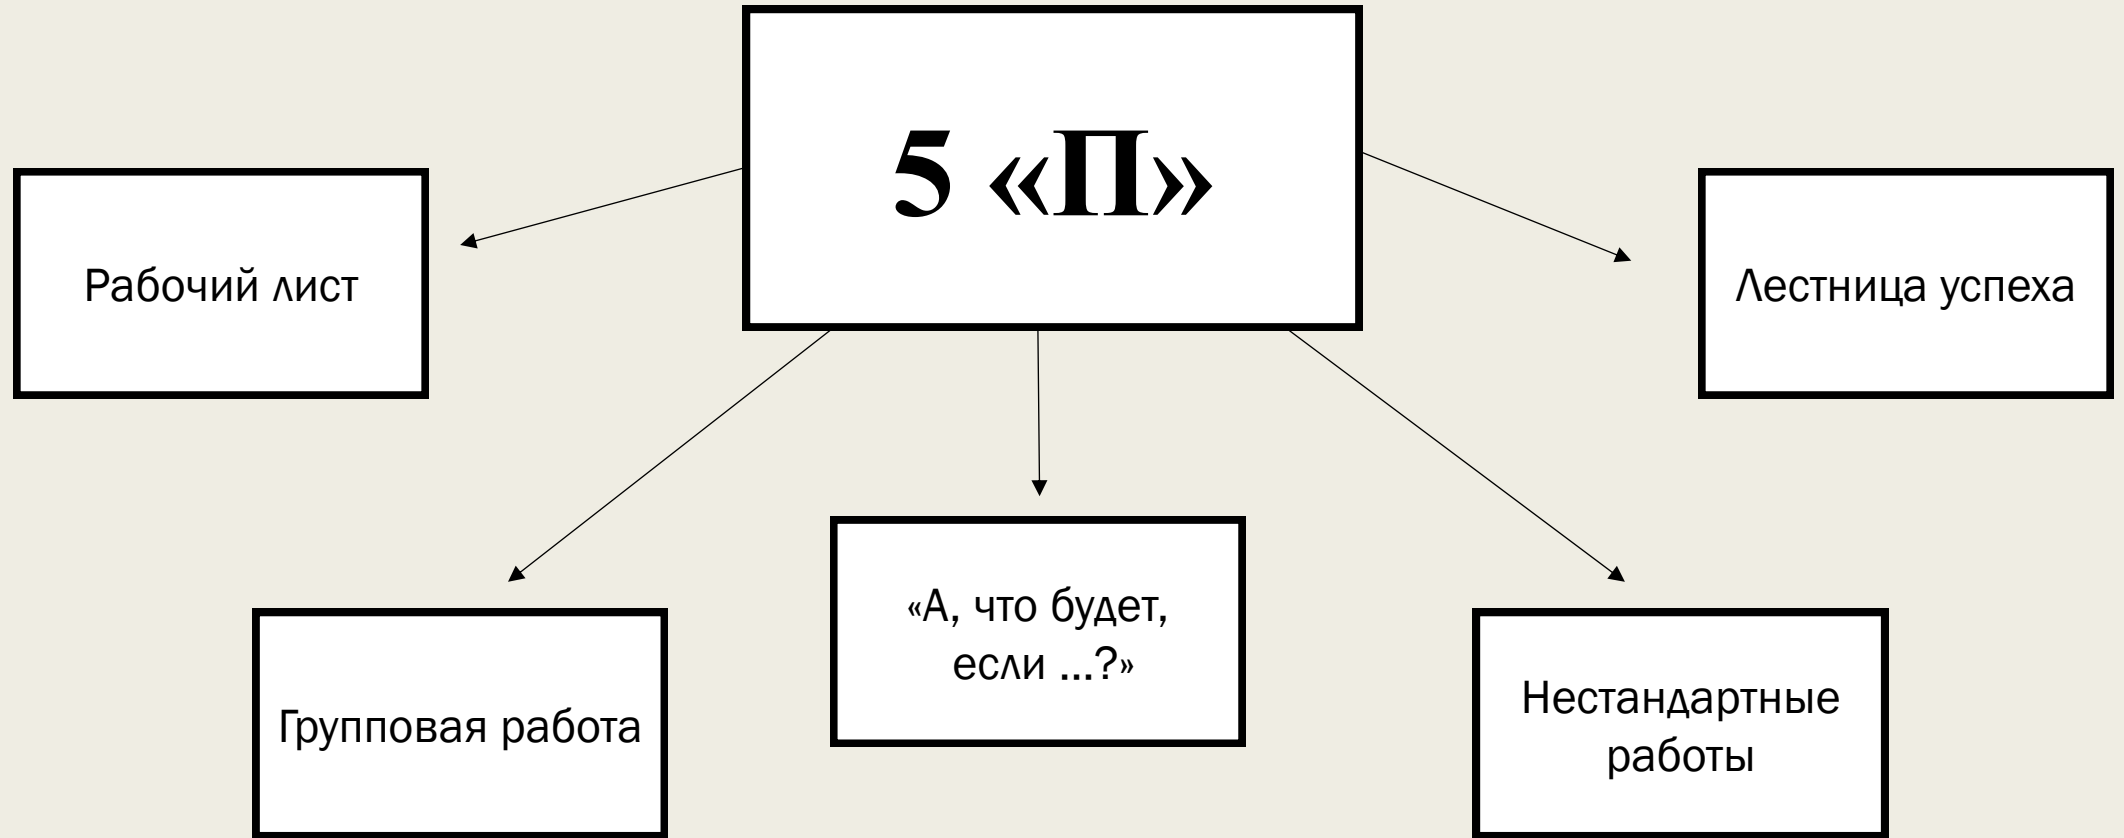 5 «П»
Рабочий лист
Лестница успеха
Групповая работа
«А, что будет,
если ...?»
Нестандартные
работы